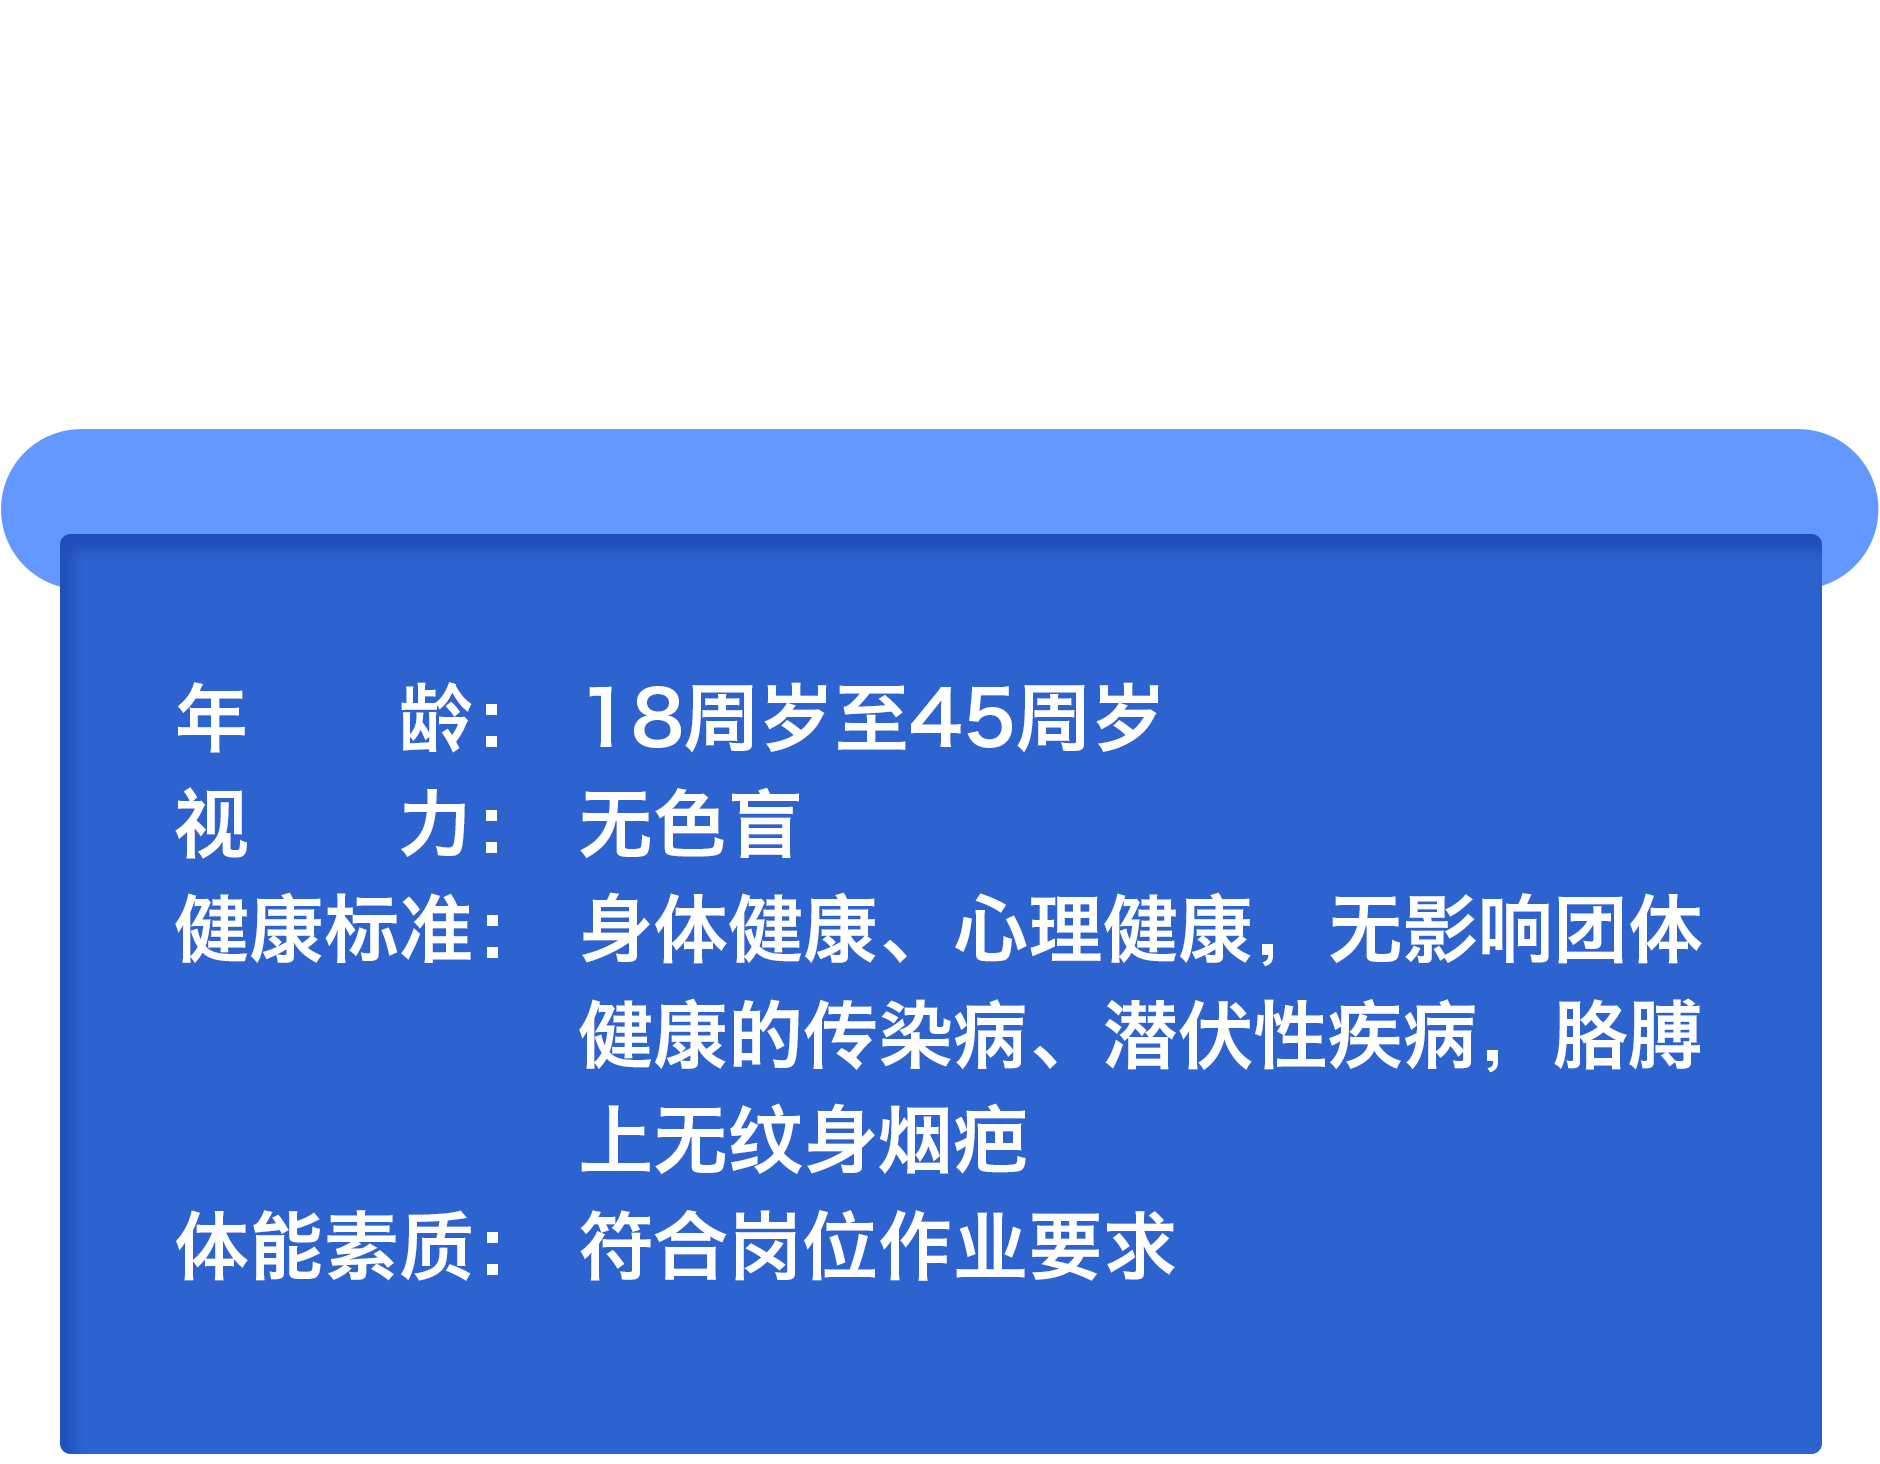 年　　龄： 18周岁至45周岁
视　　力： 无色盲
健康标准： 身体健康、心理健康，无影响团体
健康的传染病、潜伏性疾病，胳膊
上无纹身烟疤
体能素质： 符合岗位作业要求